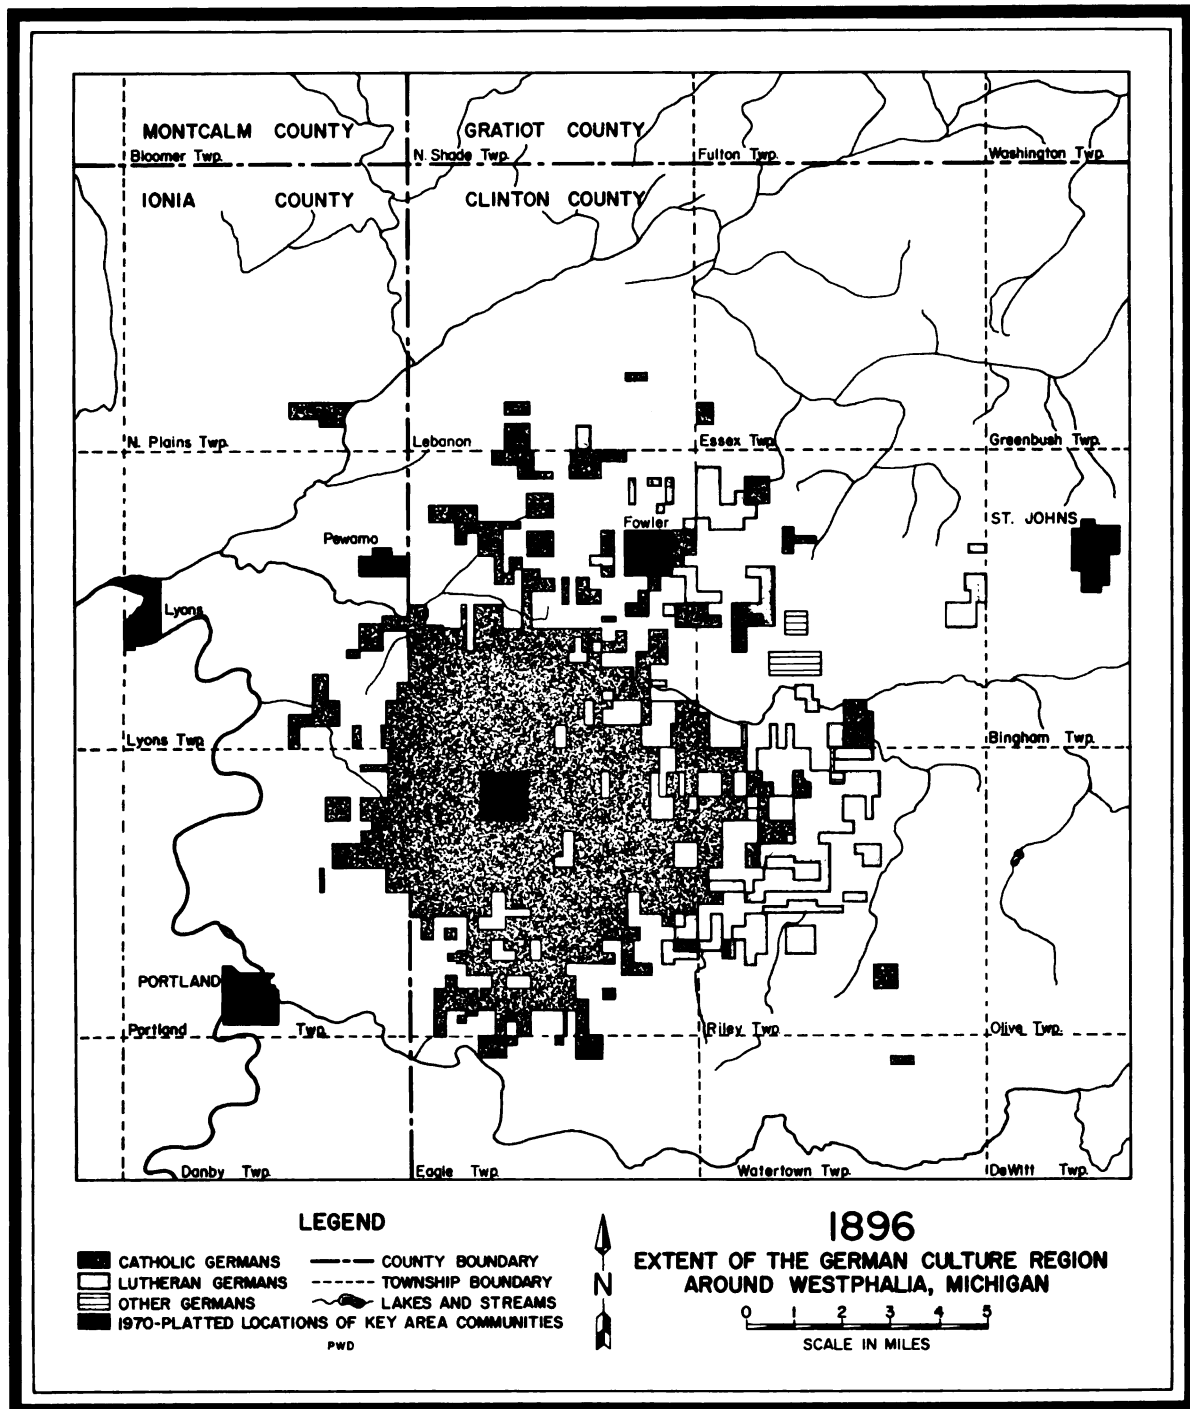 MONTCALM COUNTY
GRATIOT COUNTY
Bloomer Twp.
N. Shade Twp.
Fulton Twp.
Washington Twp.
IONIA COUNTY
CLINTON COUNTY
N. Plains Twp.
Lebanon
Essex Twp.
Greenbush Twp.
ST. JOHNS
Fowler
Pewamo
Lyons
Lyons Twp.
Bingham Twp.
PORTLAND
Portland Twp.
Riley Twp.
Olive Twp.
Danby Twp.
Eagle Twp.
Watertown Twp.
DeWitt Twp.
LEGEND
CATHOLIC GERMANS
LUTHERAN GERMANS
OTHER GERMANS
1970-PLATTED LOCATIONS OF KEY AREA COMMUNITIES
COUNTY BOUNDARY
TOWNSHIP BOUNDARY
LAKES AND STREAMS
PWD
N
1896
EXTENT OF THE GERMAN CULTURE REGION
AROUND WESTPHALIA, MICHIGAN
0 1 2 3 4 5
SCALE IN MILES